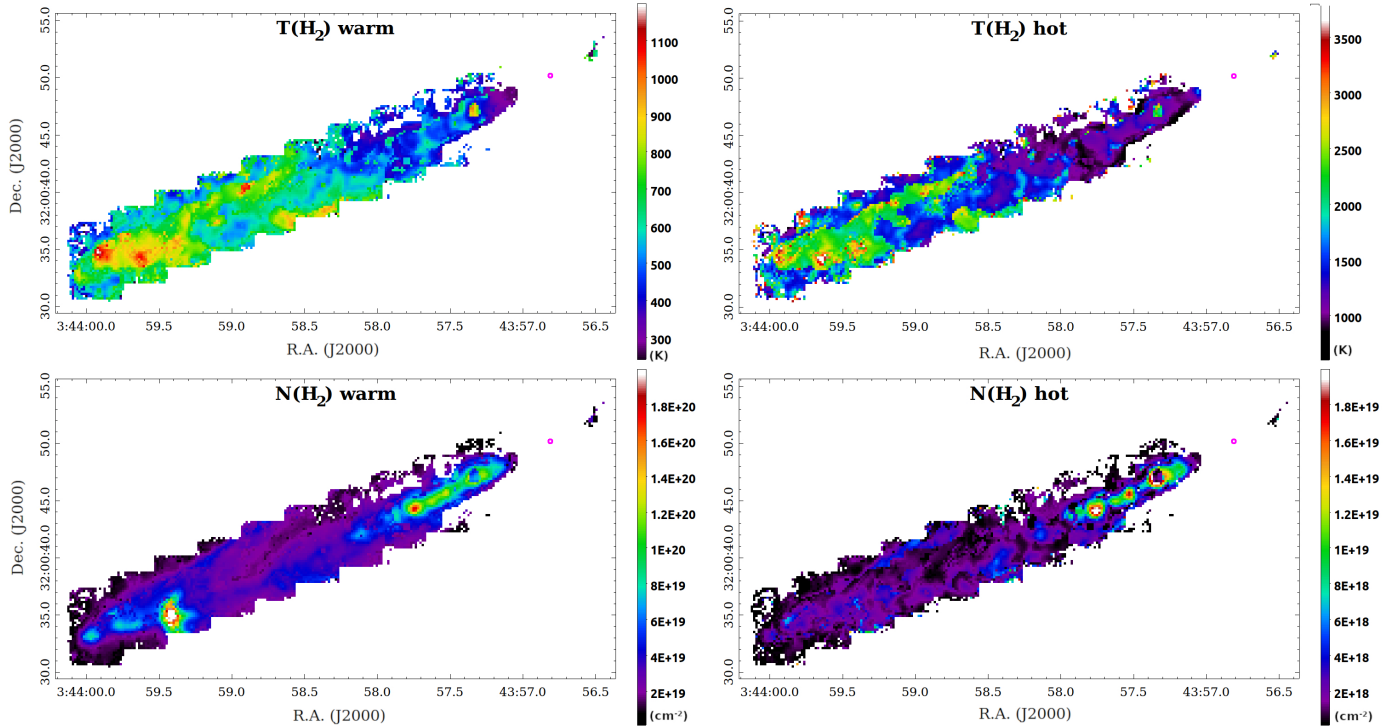 T(H₂) warm
Dec. (J2000)
55.0
50.0
45.0
32:00:40.0
35.0
30.0
3:44:00.0 59.5 59.0 58.5 58.0 57.5 43:57.0 56.5
R.A. (J2000)
1100
1000
900
800
700
600
500
400
300
(K)
T(H₂) hot
55.0
50.0
45.0
32:00:40.0
35.0
30.0
3:44:00.0 59.5 59.0 58.5 58.0 57.5 43:57.0 56.5
R.A. (J2000)
3500
3000
2500
2000
1500
1000
(K)
N(H₂) warm
Dec. (J2000)
55.0
50.0
45.0
32:00:40.0
35.0
30.0
3:44:00.0 59.5 59.0 58.5 58.0 57.5 43:57.0 56.5
R.A. (J2000)
1.8E+20
1.6E+20
1.4E+20
1.2E+20
1E+20
8E+19
6E+19
4E+19
2E+19
(cm⁻²)
N(H₂) hot
55.0
50.0
45.0
32:00:40.0
35.0
30.0
3:44:00.0 59.5 59.0 58.5 58.0 57.5 43:57.0 56.5
R.A. (J2000)
1.8E+19
1.6E+19
1.4E+19
1.2E+19
1E+19
8E+18
6E+18
4E+18
2E+18
(cm⁻²)